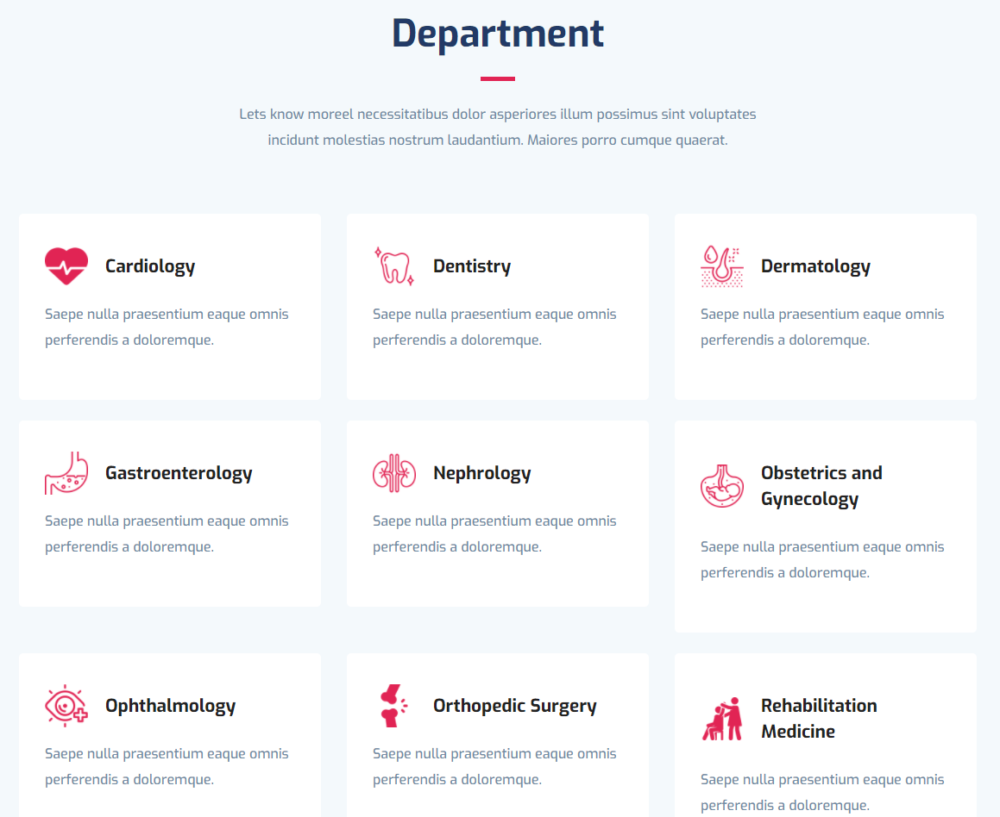 Department
Lets know moreel necessitatibus dolor asperiores illum possimus sint voluptates
incidunt molestias nostrum laudantium. Maiores porro cumque quaerat.
Cardiology
Saepe nulla praesentium eaque omnis
perferendis a doloremque.
Dentistry
Saepe nulla praesentium eaque omnis
perferendis a doloremque.
Dermatology
Saepe nulla praesentium eaque omnis
perferendis a doloremque.
Gastroenterology
Saepe nulla praesentium eaque omnis
perferendis a doloremque.
Nephrology
Saepe nulla praesentium eaque omnis
perferendis a doloremque.
Obstetrics and
Gynecology
Saepe nulla praesentium eaque omnis
perferendis a doloremque.
Ophthalmology
Saepe nulla praesentium eaque omnis
perferendis a doloremque.
Orthopedic Surgery
Saepe nulla praesentium eaque omnis
perferendis a doloremque.
Rehabilitation
Medicine
Saepe nulla praesentium eaque omnis
perferendis a doloremque.